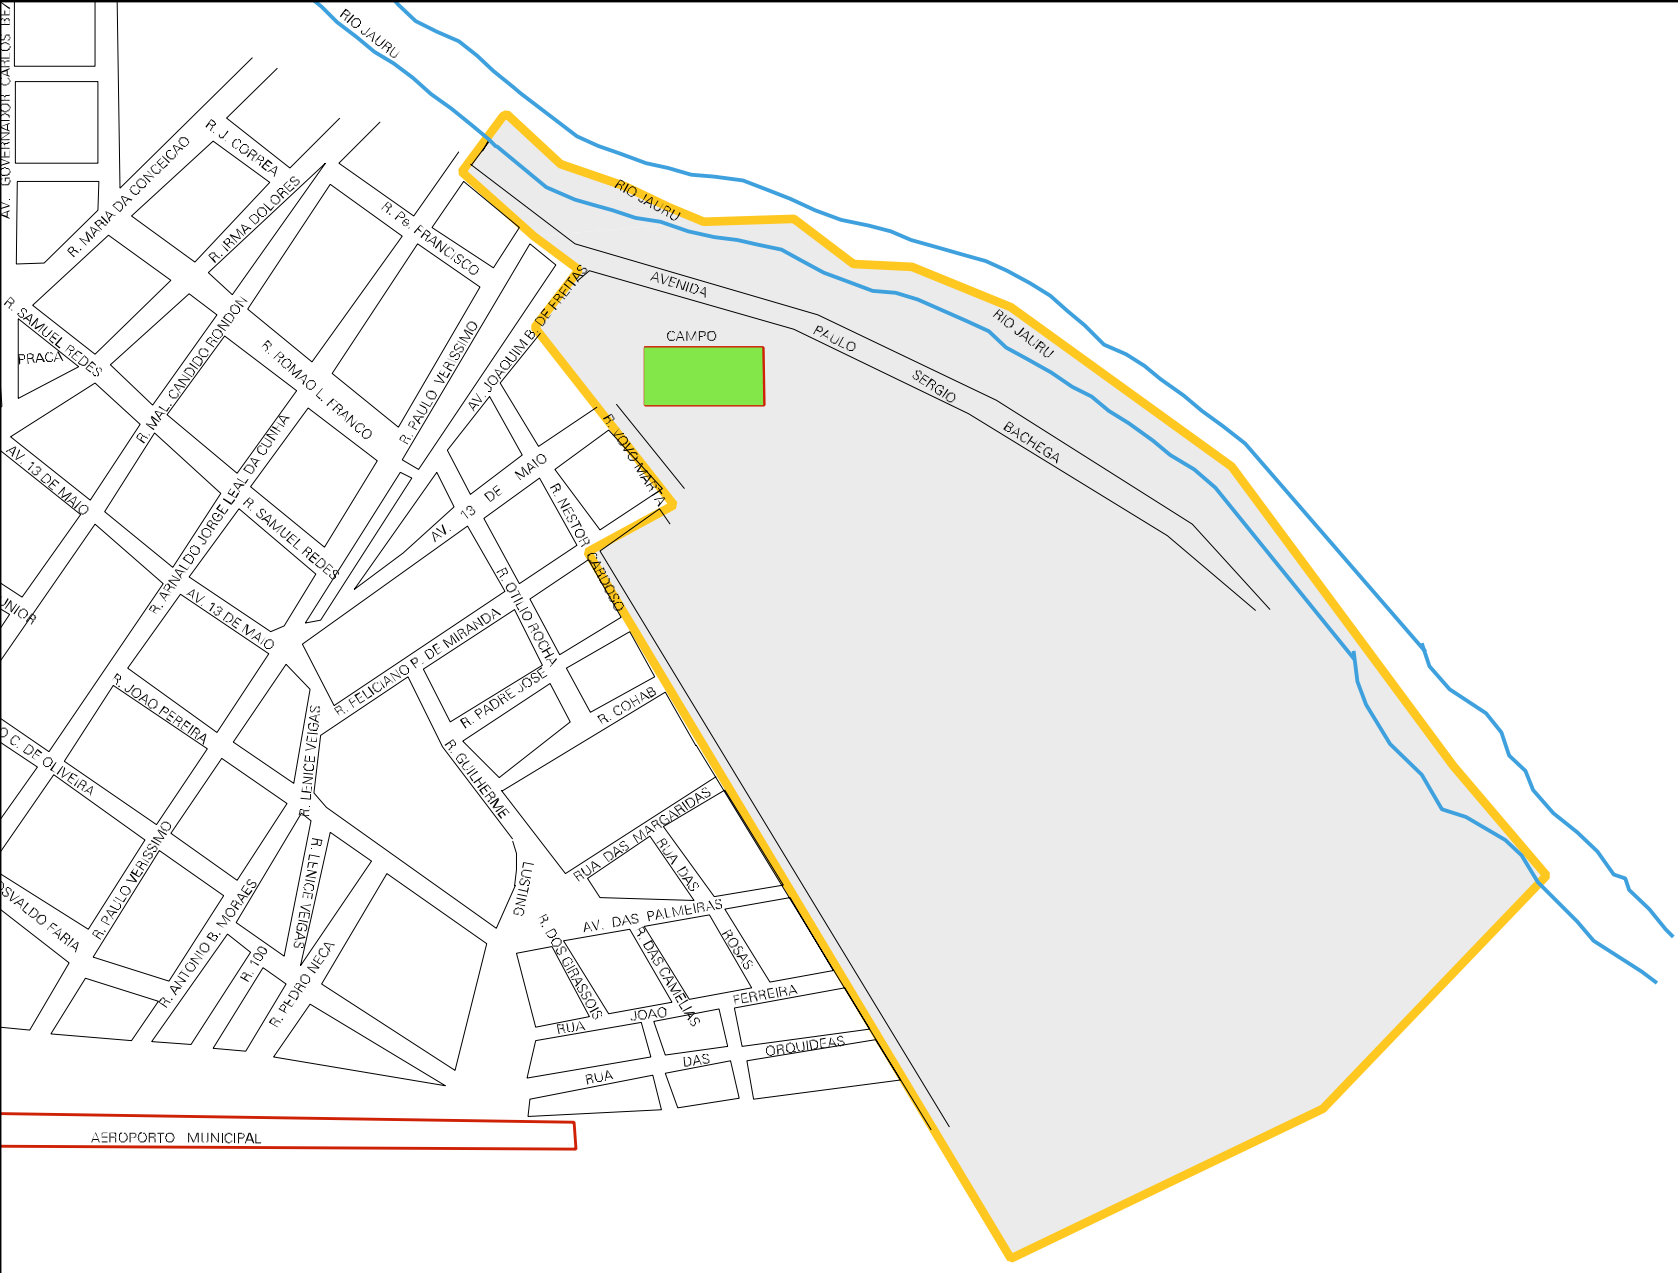 RIO JAURU
AV. GOVERNADOR CARLOS BEZ
R. J. CORREA
R. MARIA DA CONCEICAO
R. IRMA DOLORES
R. Pe. FRANCISCO
RIO JAURU
AVENIDA
PAULO
SERGIO
BACHEGA
RIO JAURU
CAMPO
R. SAMUEL REDES
PRACA
R. MAL. CANDIDO RONDON
R. ROMAO L. FRANCO
R. PAULO VERISSIMO
AV. JOAQUIM B. DE FREITAS
R. VOVO MARTA
AV. 13 DE MAIO
R. ARNALDO JORGE LEAL DA CUNHA
R. SAMUEL REDES
AV. 13 DE MAIO
R. NESTOR
CARDOSO
UNIOR
AV. 13 DE MAIO
R. OTILIO ROCHA
R. FELICIANO P. DE MIRANDA
R. PADRE JOSE
R. COHAB
R. JOAO PEREIRA
O C. DE OLIVEIRA
R. LENICE VEIGAS
R. GUILHERME
LUSTING
RUA DAS MARGARIDAS
RUA DAS
ROSAS
R. PAULO VERISSIMO
R. LENICE VEIGAS
OSVALDO FARIA
R. ANTONIO B. MORAES
R. 100
R. PEDRO NECA
AV. DAS PALMEIRAS
R. DOS GIRASSOIS
R. DAS CAMELIAS
RUA JOAO FERREIRA
RUA DAS ORQUIDEAS
AEROPORTO MUNICIPAL